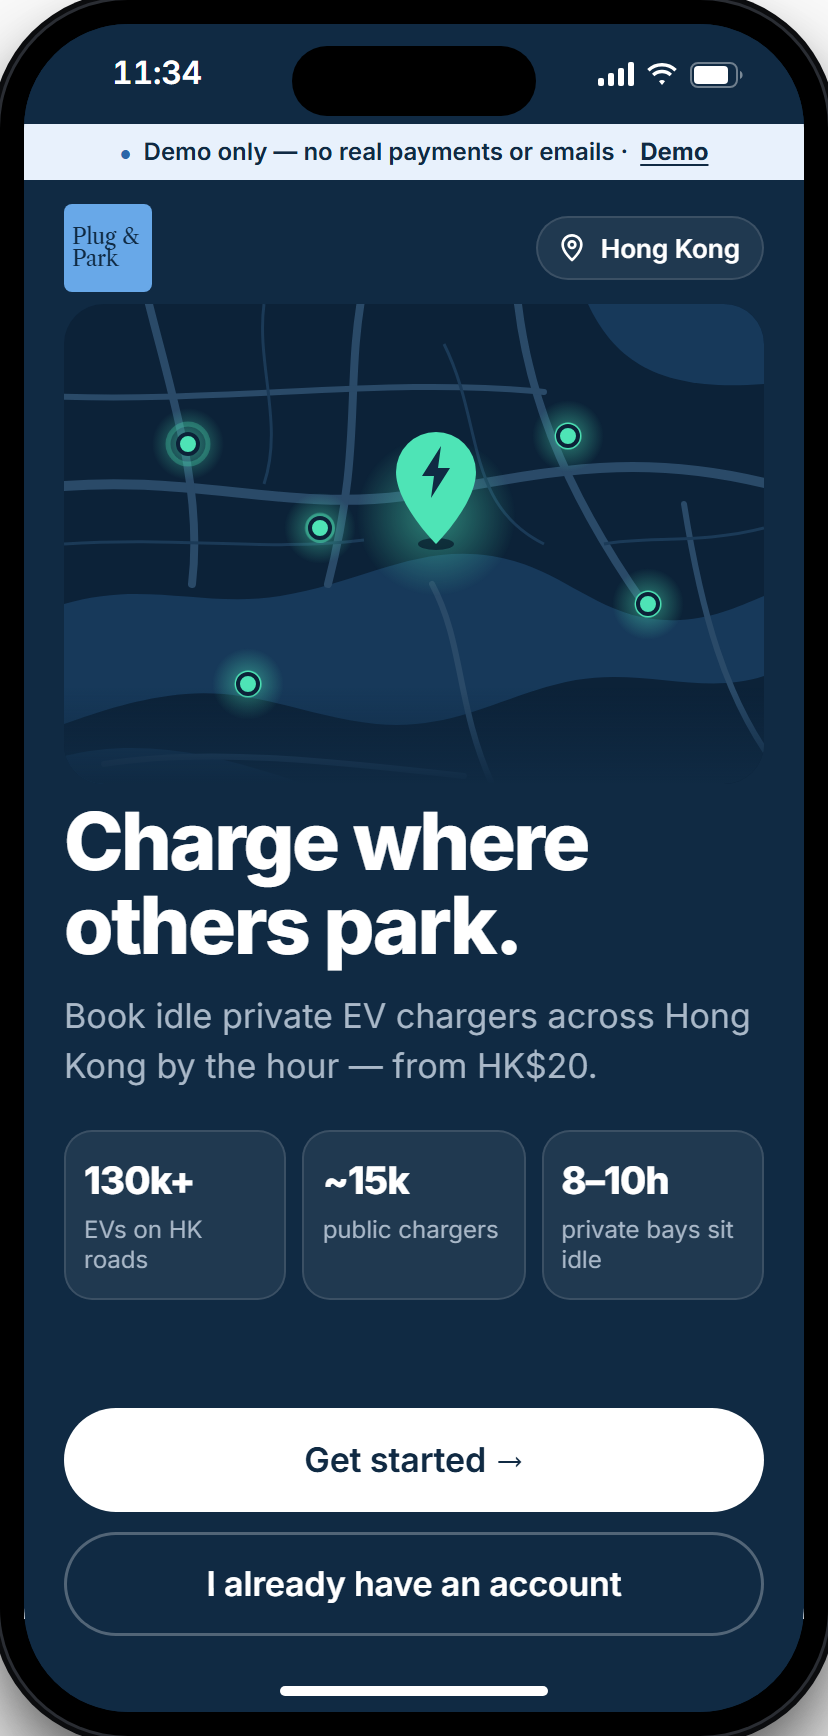 11:34
Demo only — no real payments or emails · Demo
Plug &
Park
Hong Kong
Charge where
others park.
Book idle private EV chargers across Hong
Kong by the hour — from HK$20.
130k+
EVs on HK
roads
~15k
public chargers
8–10h
private bays sit
idle
Get started →
I already have an account